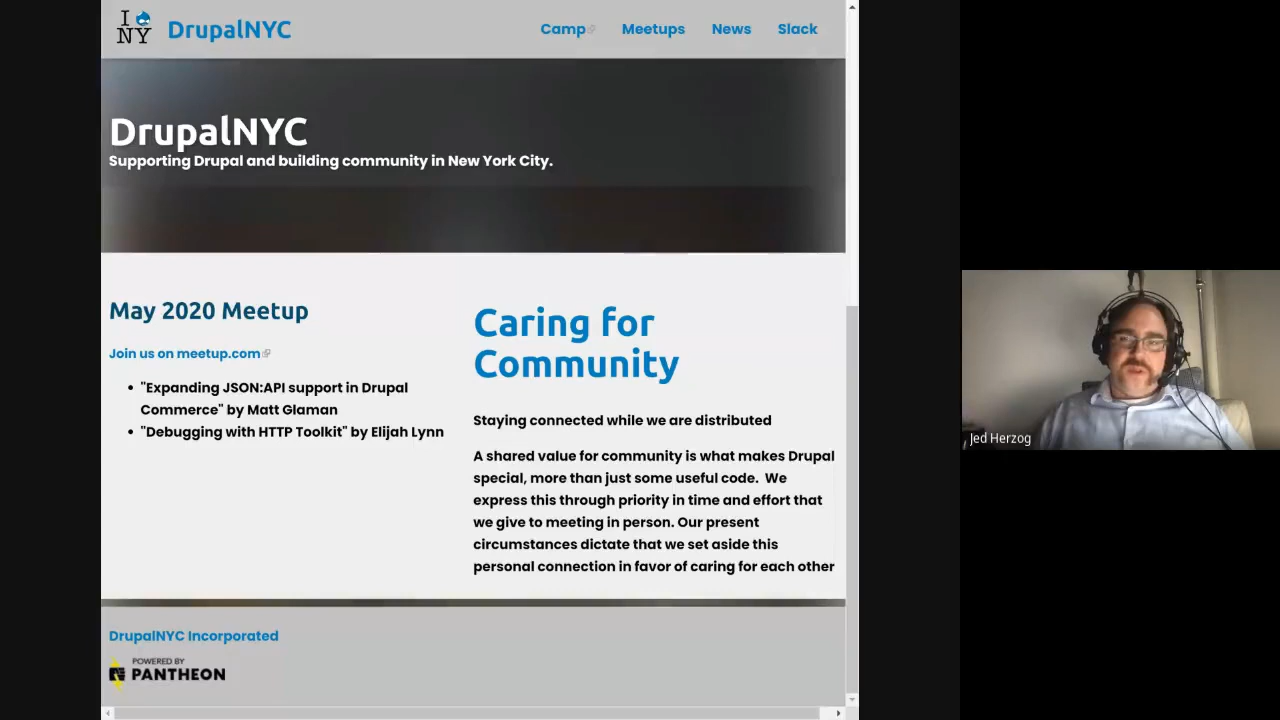 I NY
DrupalNYC
Camp
Meetups
News
Slack
DrupalNYC
Supporting Drupal and building community in New York City.
May 2020 Meetup
Join us on meetup.com
• "Expanding JSON:API support in Drupal
Commerce" by Matt Glaman
• "Debugging with HTTP Toolkit" by Elijah Lynn
Caring for
Community
Staying connected while we are distributed
A shared value for community is what makes Drupal
special, more than just some useful code. We
express this through priority in time and effort that
we give to meeting in person. Our present
circumstances dictate that we set aside this
personal connection in favor of caring for each other
Jed Herzog
DrupalNYC Incorporated
POWERED BY
PANTHEON